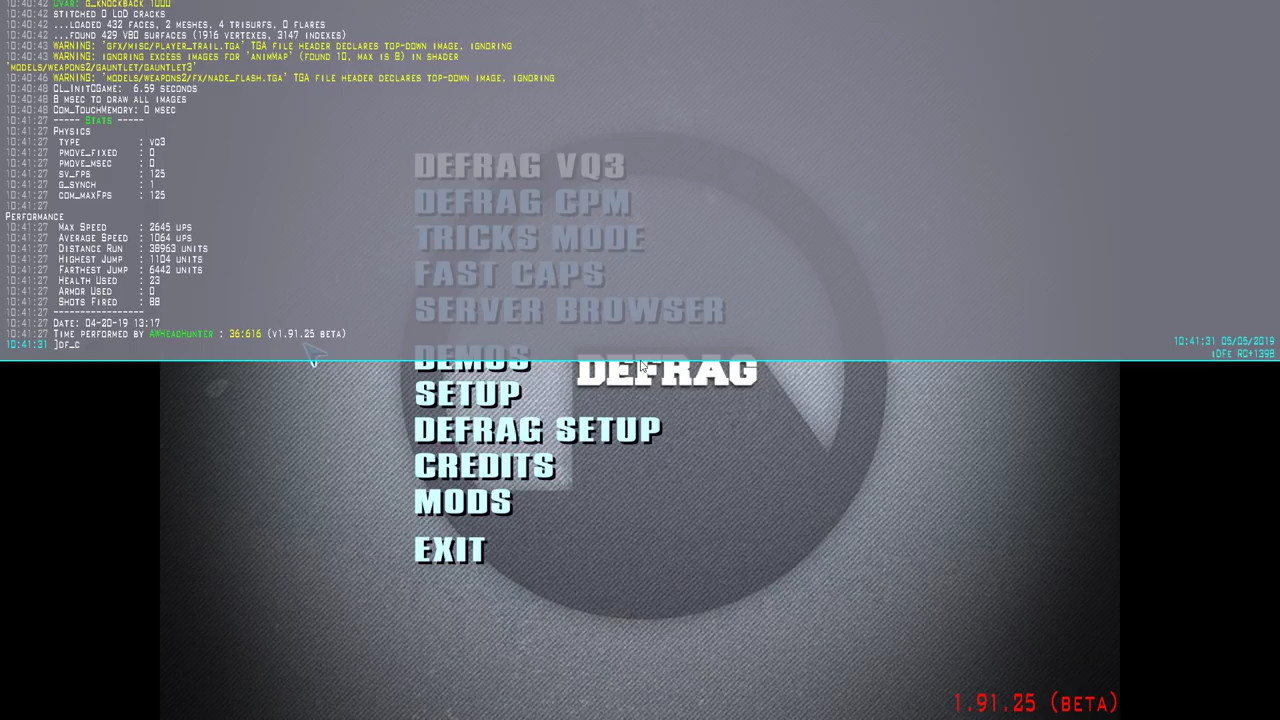 10:40:42 CVAR: G_KNOCKBACK 1000
10:40:42 STITCHED 0 LOD CRACKS
10:40:42 ...LOADED 432 FACES, 2 MESHES, 4 TRISURFS, 0 FLARES
10:40:42 ...FOUND 429 VBO SURFACES (1916 VERTEXES, 3147 INDEXES)
10:40:43 WARNING: 'GFX/MISC/PLAYER_TRAIL.TGA' TGA FILE HEADER DECLARES TOP-DOWN IMAGE, IGNORING
10:40:43 WARNING: IGNORING EXCESS IMAGES FOR 'ANIMMAP' (FOUND 10, MAX IS 8) IN SHADER
'MODELS/WEAPONS2/GAUNTLET/GAUNTLET3'
10:40:46 WARNING: 'MODELS/WEAPONS2/FX/NADE_FLASH.TGA' TGA FILE HEADER DECLARES TOP-DOWN IMAGE, IGNORING
10:40:48 CL_INITCGAME: 6.59 SECONDS
10:40:48 8 MSEC TO DRAW ALL IMAGES
10:40:48 COM_TOUCHMEMORY: 0 MSEC
10:41:27 ----- STATS -----
10:41:27 PHYSICS
10:41:27 TYPE : VQ3
10:41:27 PMOVE_FIXED : 0
10:41:27 PMOVE_MSEC : 0
10:41:27 SV_FPS : 125
10:41:27 G_SYNCH : 1
10:41:27 COM_MAXFPS : 125
10:41:27
PERFORMANCE
10:41:27 MAX SPEED : 2645 UPS
10:41:27 AVERAGE SPEED : 1064 UPS
10:41:27 DISTANCE RUN : 38963 UNITS
10:41:27 HIGHEST JUMP : 1104 UNITS
10:41:27 FARTHEST JUMP : 6442 UNITS
10:41:27 HEALTH USED : 23
10:41:27 ARMOR USED : 0
10:41:27 SHOTS FIRED : 88
10:41:27 -----------------
10:41:27 DATE: 04-20-19 13:17
10:41:27 TIME PERFORMED BY AWHEADHUNTER : 36:616 (V1.91.25 BETA)
10:41:31 ]DF_C
10:41:31 05/05/2019
:DFE RC+1398
DEFRAG VQ3
DEFRAG CPM
TRICKS MODE
FAST CAPS
SERVER BROWSER
DEMOS
DEFRAG
SETUP
DEFRAG SETUP
CREDITS
MODS
EXIT
1.91.25 (BETA)